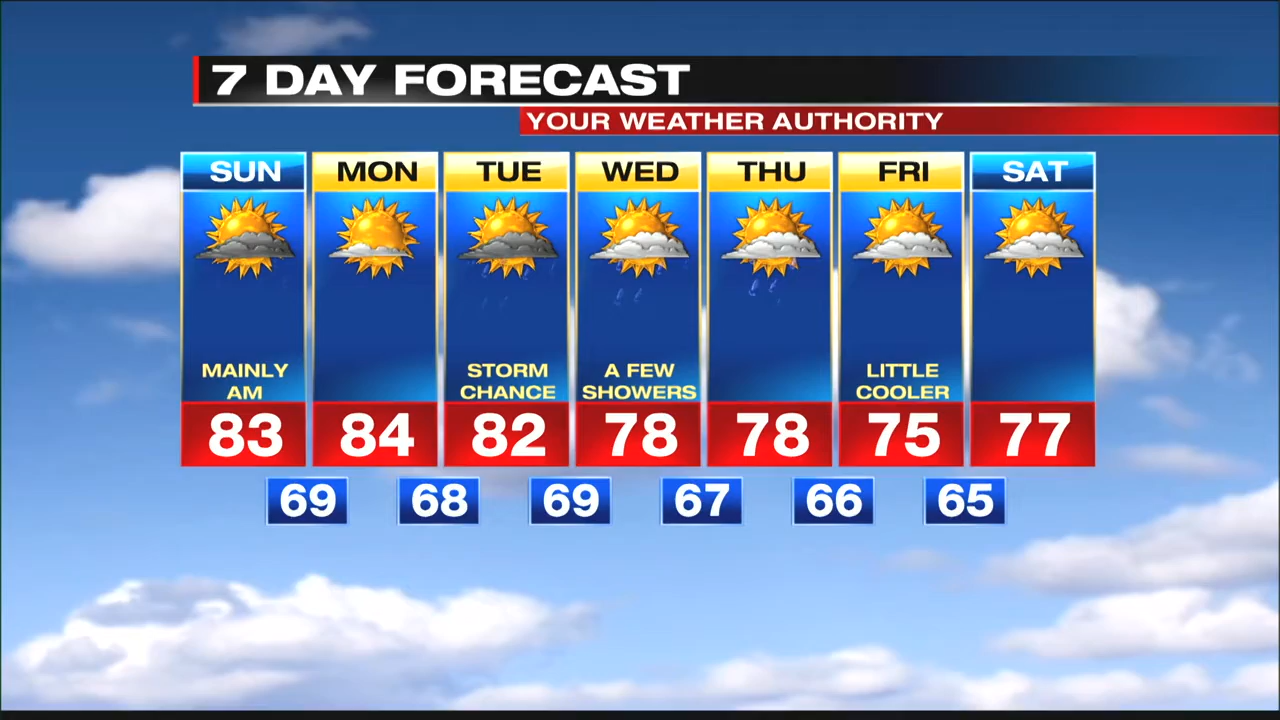 7 DAY FORECAST
YOUR WEATHER AUTHORITY
SUN MON TUE WED THU FRI SAT
MAINLY STORM A FEW LITTLE
AM CHANCE SHOWERS COOLER
83 84 82 78 78 75 77
69 68 69 67 66 65